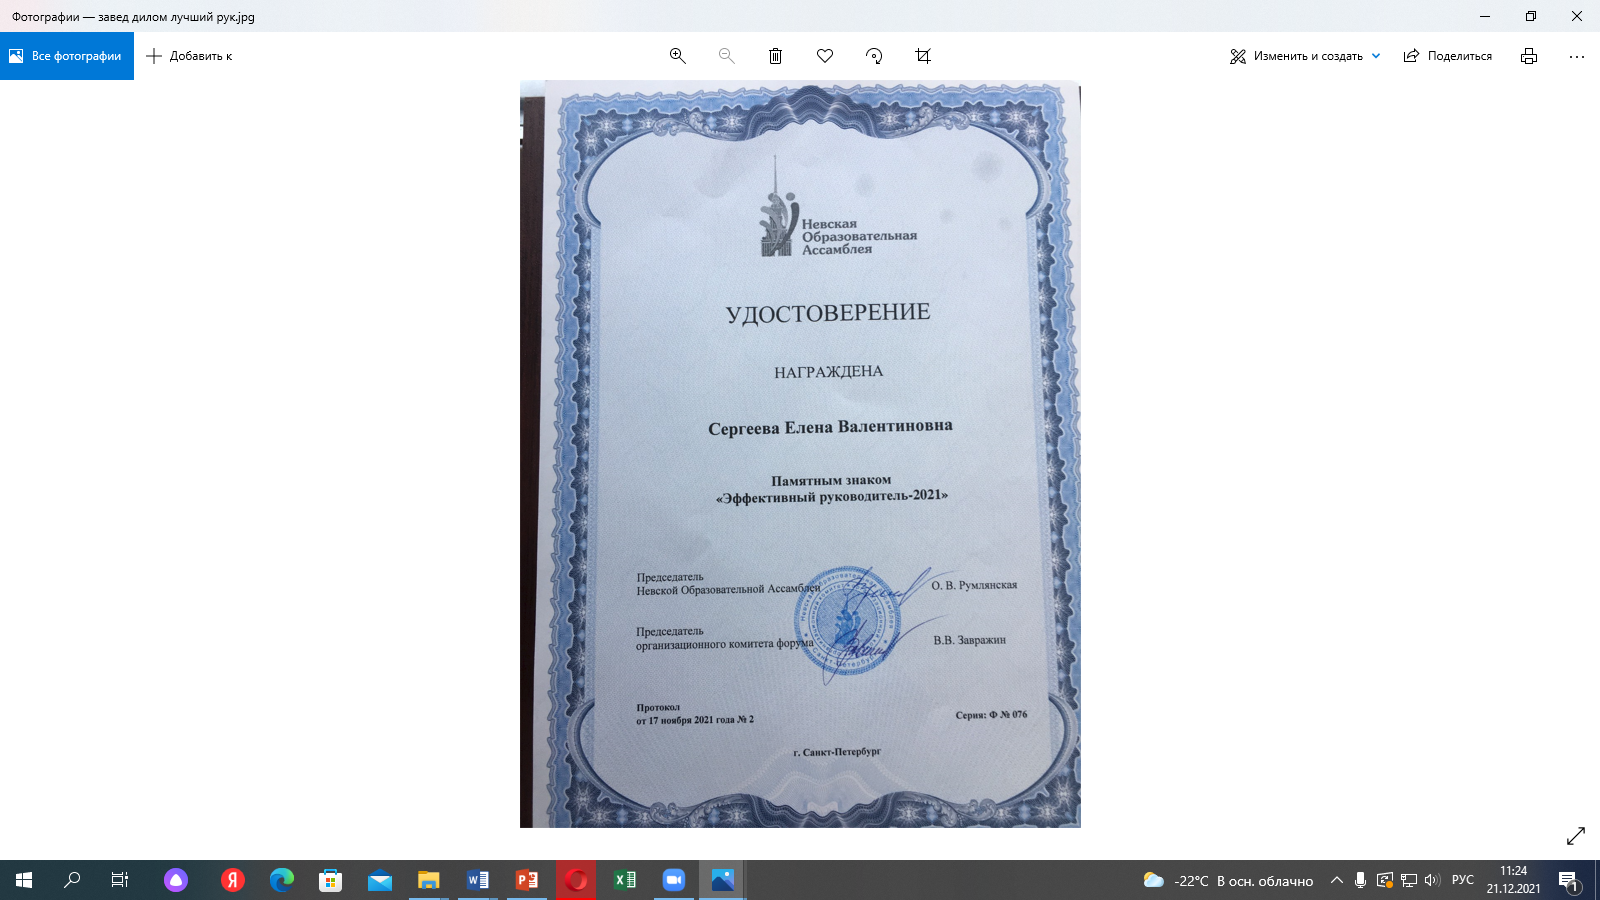 Фотографии — завед дилом лучший рук.jpg
Все фотографии
Добавить к
Изменить и создать
Поделиться
Невская
Образовательная
Ассамблея
УДОСТОВЕРЕНИЕ
НАГРАЖДЕНА
Сергеева Елена Валентиновна
Памятным знаком
«Эффективный руководитель-2021»
Председатель
Невской Образовательной Ассамблеи
О. В. Румлянская
Председатель
организационного комитета форума
В.В. Завражин
Протокол
от 17 ноября 2021 года № 2
Серия: Ф № 076
г. Санкт-Петербург
-22°C В осн. облачно
РУС
11:24
21.12.2021
1